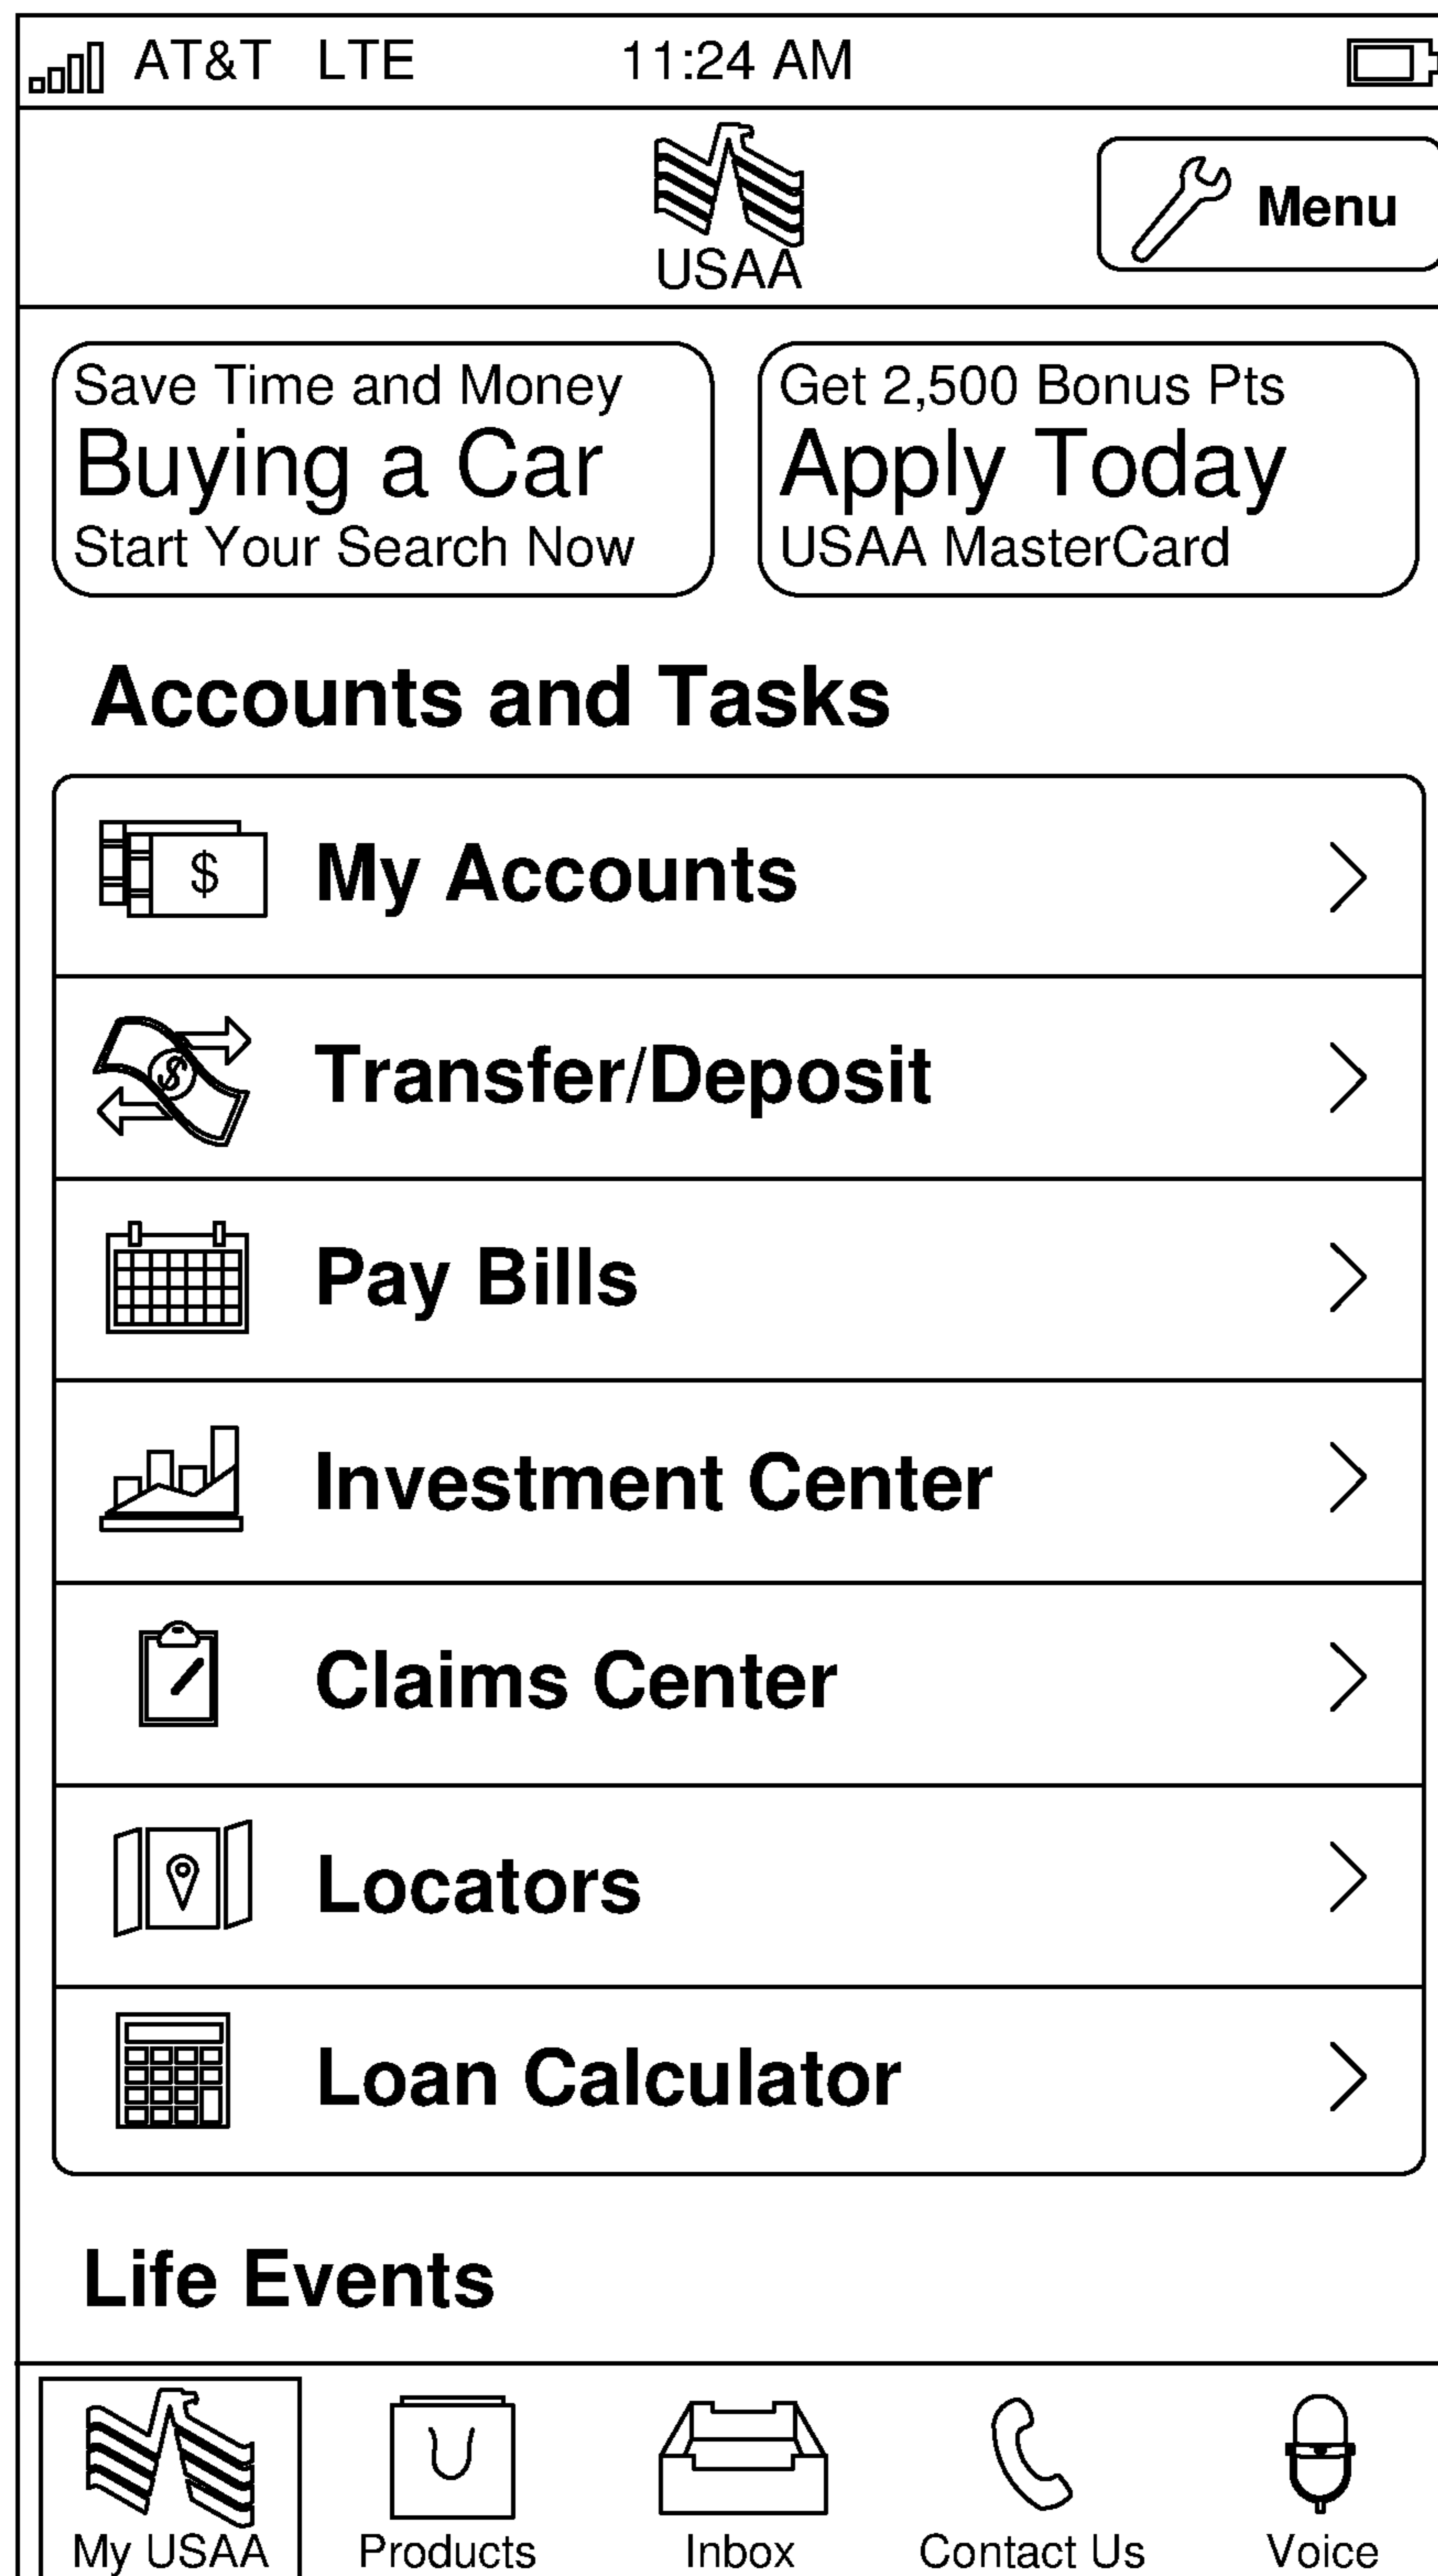 AT&T LTE 11:24 AM
USAA
Menu
Save Time and Money
Buying a Car
Start Your Search Now
Get 2,500 Bonus Pts
Apply Today
USAA MasterCard
Accounts and Tasks
$ My Accounts
$ Transfer/Deposit
Pay Bills
Investment Center
Claims Center
Locators
Loan Calculator
Life Events
My USAA Products Inbox Contact Us Voice